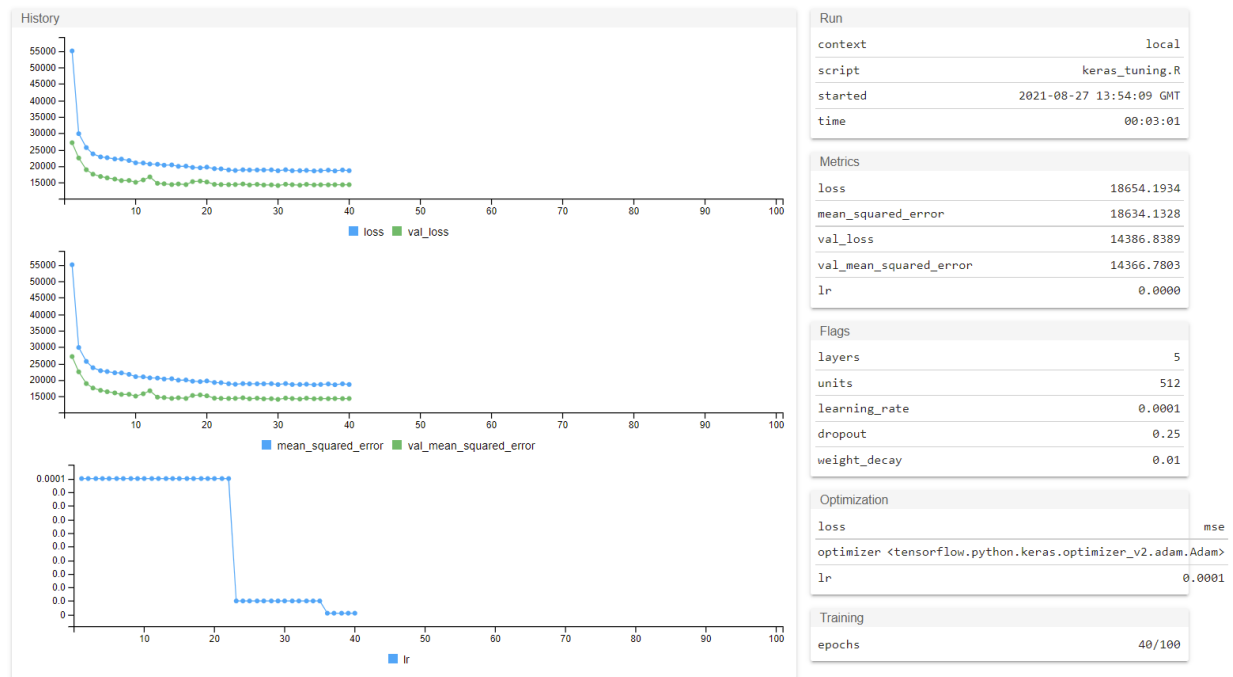 History
55000
50000
45000
40000
35000
30000
25000
20000
15000
10 20 30 40 50 60 70 80 90 100
loss val_loss
55000
50000
45000
40000
35000
30000
25000
20000
15000
10 20 30 40 50 60 70 80 90 100
mean_squared_error val_mean_squared_error
0.0001
0.0
0.0
0.0
0.0
0.0
0.0
0.0
0.0
0.0
0
10 20 30 40 50 60 70 80 90 100
lr
Run
context local
script keras_tuning.R
started 2021-08-27 13:54:09 GMT
time 00:03:01
Metrics
loss 18654.1934
mean_squared_error 18634.1328
val_loss 14386.8389
val_mean_squared_error 14366.7803
lr 0.0000
Flags
layers 5
units 512
learning_rate 0.0001
dropout 0.25
weight_decay 0.01
Optimization
loss mse
optimizer <tensorflow.python.keras.optimizer_v2.adam.Adam>
lr 0.0001
Training
epochs 40/100